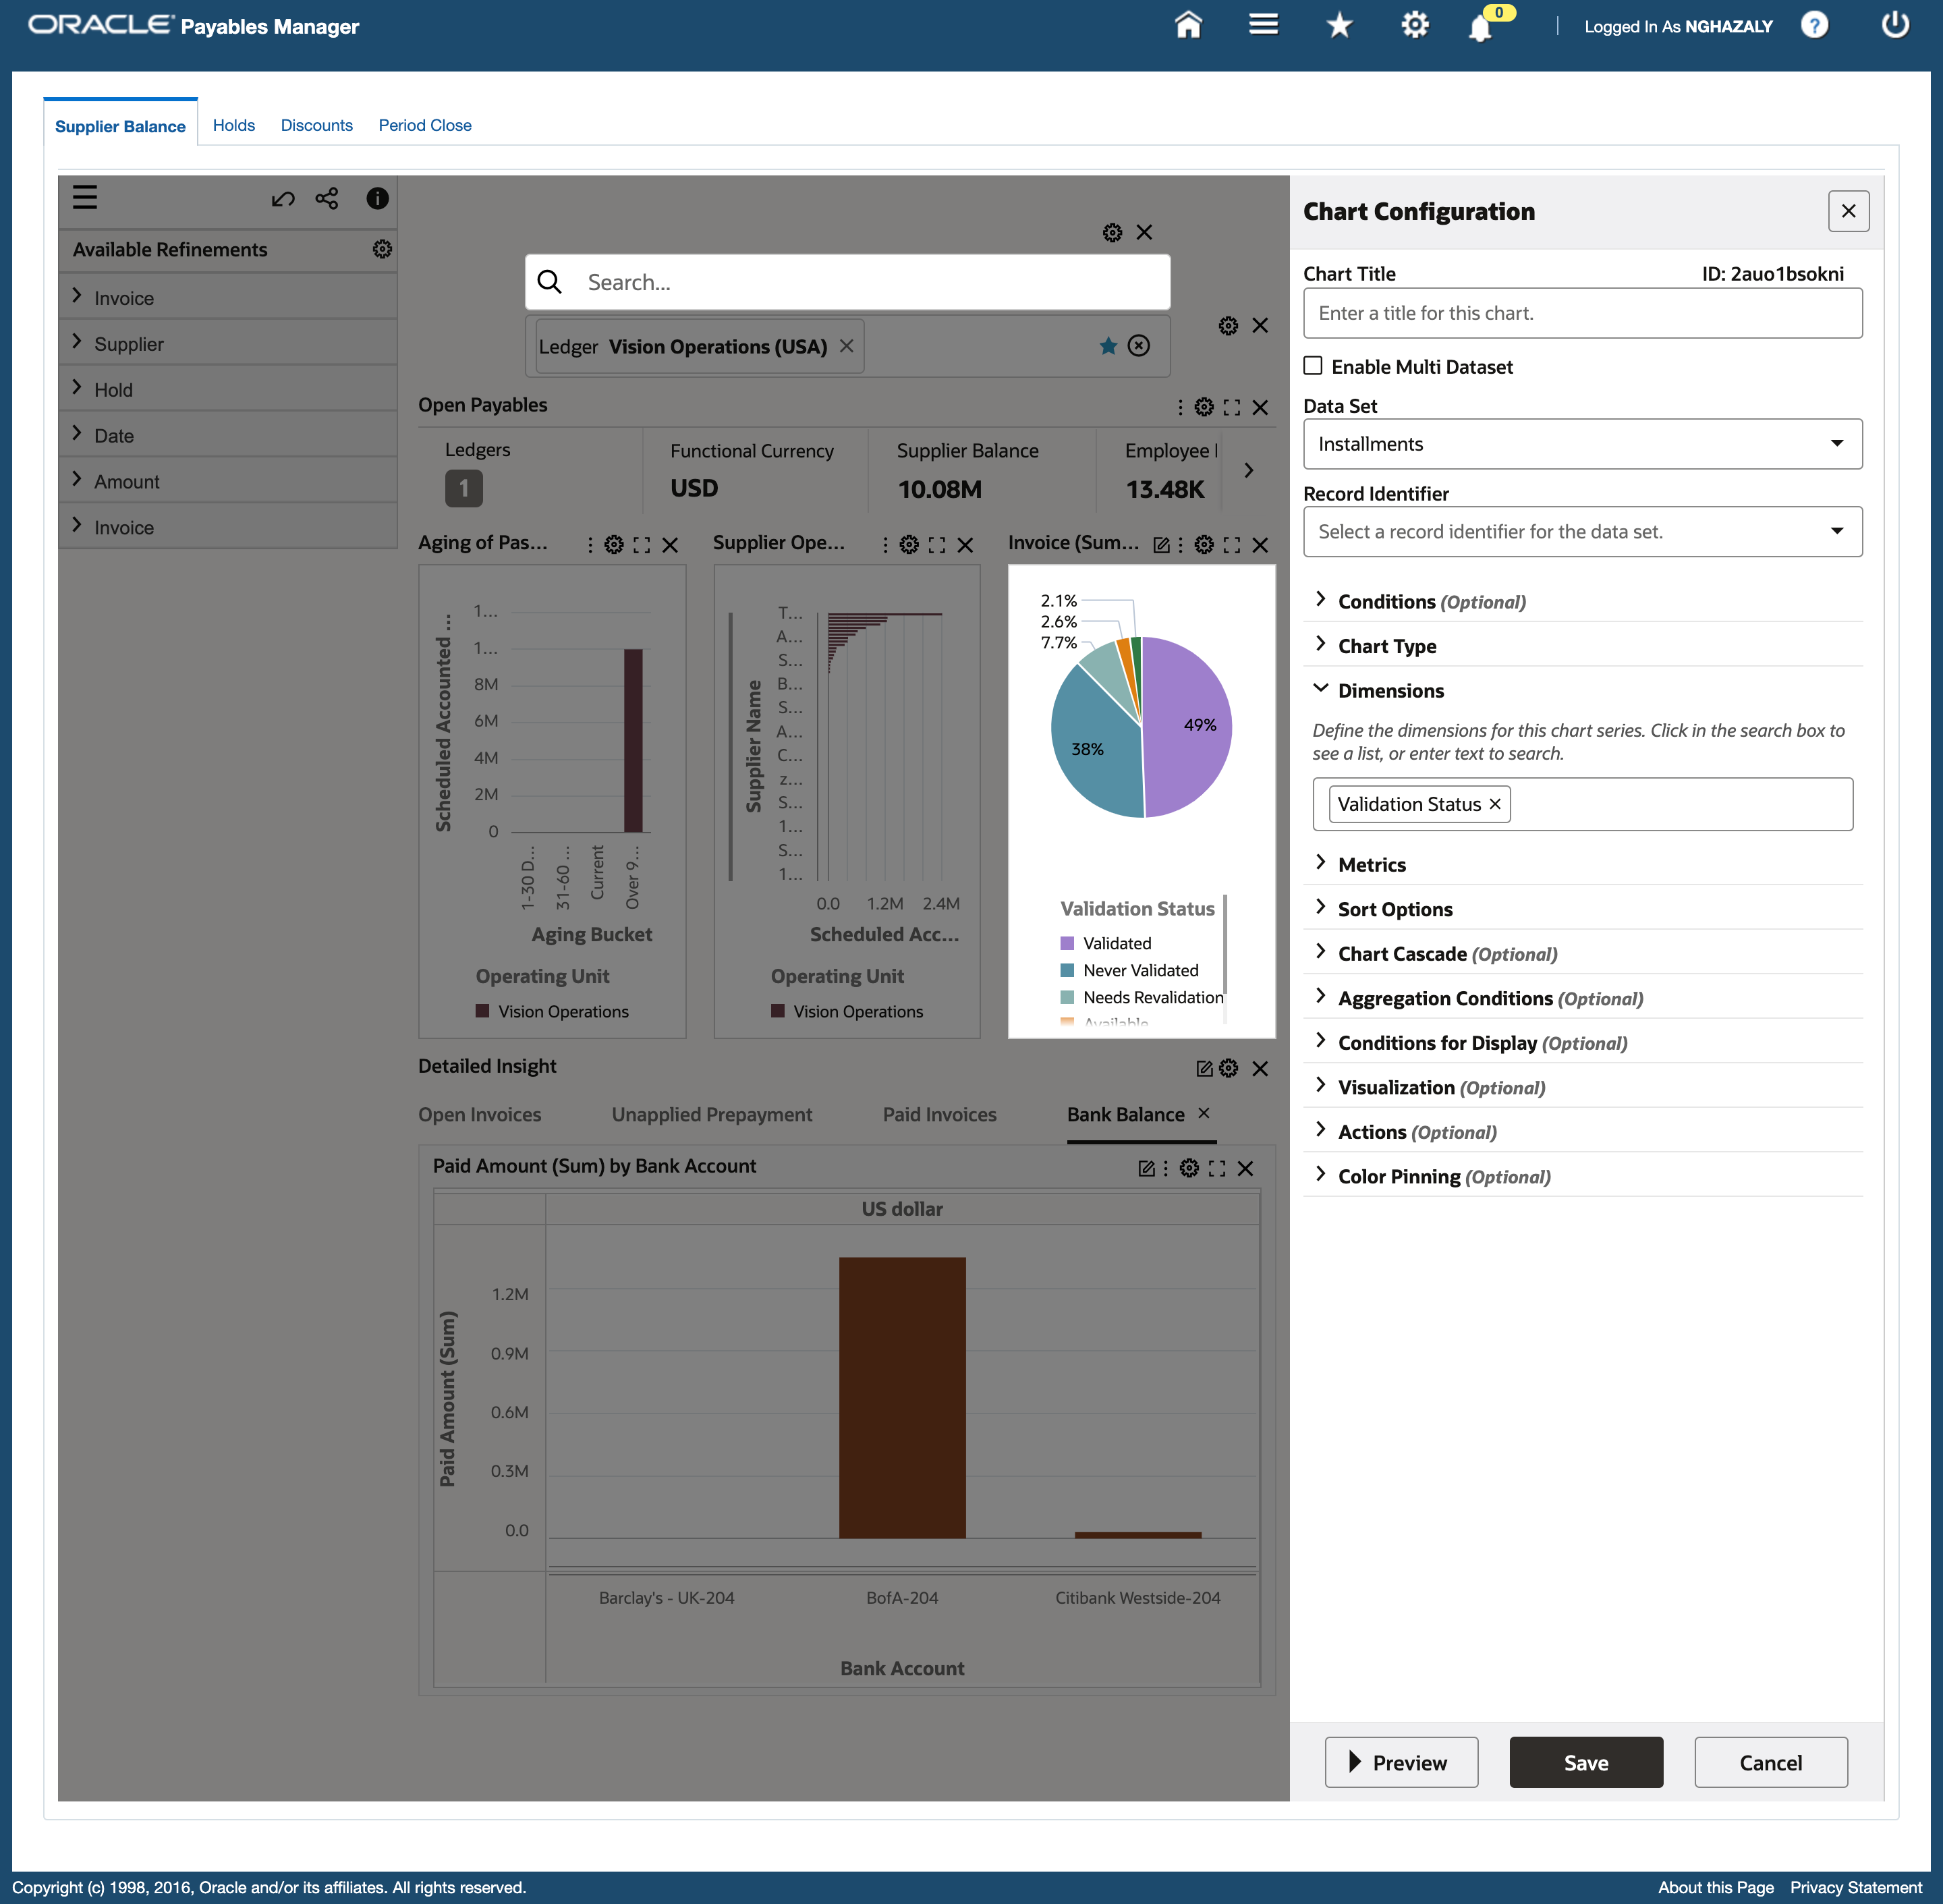 ORACLE Payables Manager
0
Logged In As NGHAZALY
?
Supplier Balance
Holds
Discounts
Period Close
Available Refinements
Invoice
Supplier
Hold
Date
Amount
Invoice
Search...
Ledger Vision Operations (USA)
Open Payables
Ledgers
1
Functional Currency
USD
Supplier Balance
10.08M
Employee
13.48K
Aging of Pas...
Scheduled Accounted ...
1...
1...
8M
6M
4M
2M
0
1-30 D...
31-60 ...
Current
Over 9...
Aging Bucket
Operating Unit
Vision Operations
Supplier Ope...
Supplier Name
T...
A...
S...
B...
S...
A...
C...
z...
S...
1...
S...
1...
0.0 1.2M 2.4M
Scheduled Acc...
Operating Unit
Vision Operations
Invoice (Sum...
2.1%
2.6%
7.7%
49%
38%
Validation Status
Validated
Never Validated
Needs Revalidation
Available
Detailed Insight
Open Invoices
Unapplied Prepayment
Paid Invoices
Bank Balance
Paid Amount (Sum) by Bank Account
US dollar
Paid Amount (Sum)
1.2M
0.9M
0.6M
0.3M
0.0
Barclay's - UK-204
BofA-204
Citibank Westside-204
Bank Account
Chart Configuration
Chart Title
ID: 2auo1bsokni
Enter a title for this chart.
Enable Multi Dataset
Data Set
Installments
Record Identifier
Select a record identifier for the data set.
Conditions (Optional)
Chart Type
Dimensions
Define the dimensions for this chart series. Click in the search box to
see a list, or enter text to search.
Validation Status
Metrics
Sort Options
Chart Cascade (Optional)
Aggregation Conditions (Optional)
Conditions for Display (Optional)
Visualization (Optional)
Actions (Optional)
Color Pinning (Optional)
Preview
Save
Cancel
Copyright (c) 1998, 2016, Oracle and/or its affiliates. All rights reserved.
About this Page
Privacy Statement